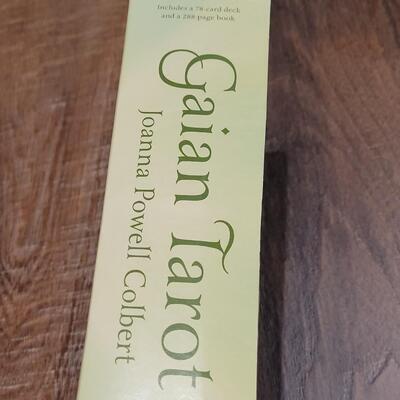 Includes a 78-card deck
and a 288-page book
Gaian Tarot
Joanna Powell Colbert